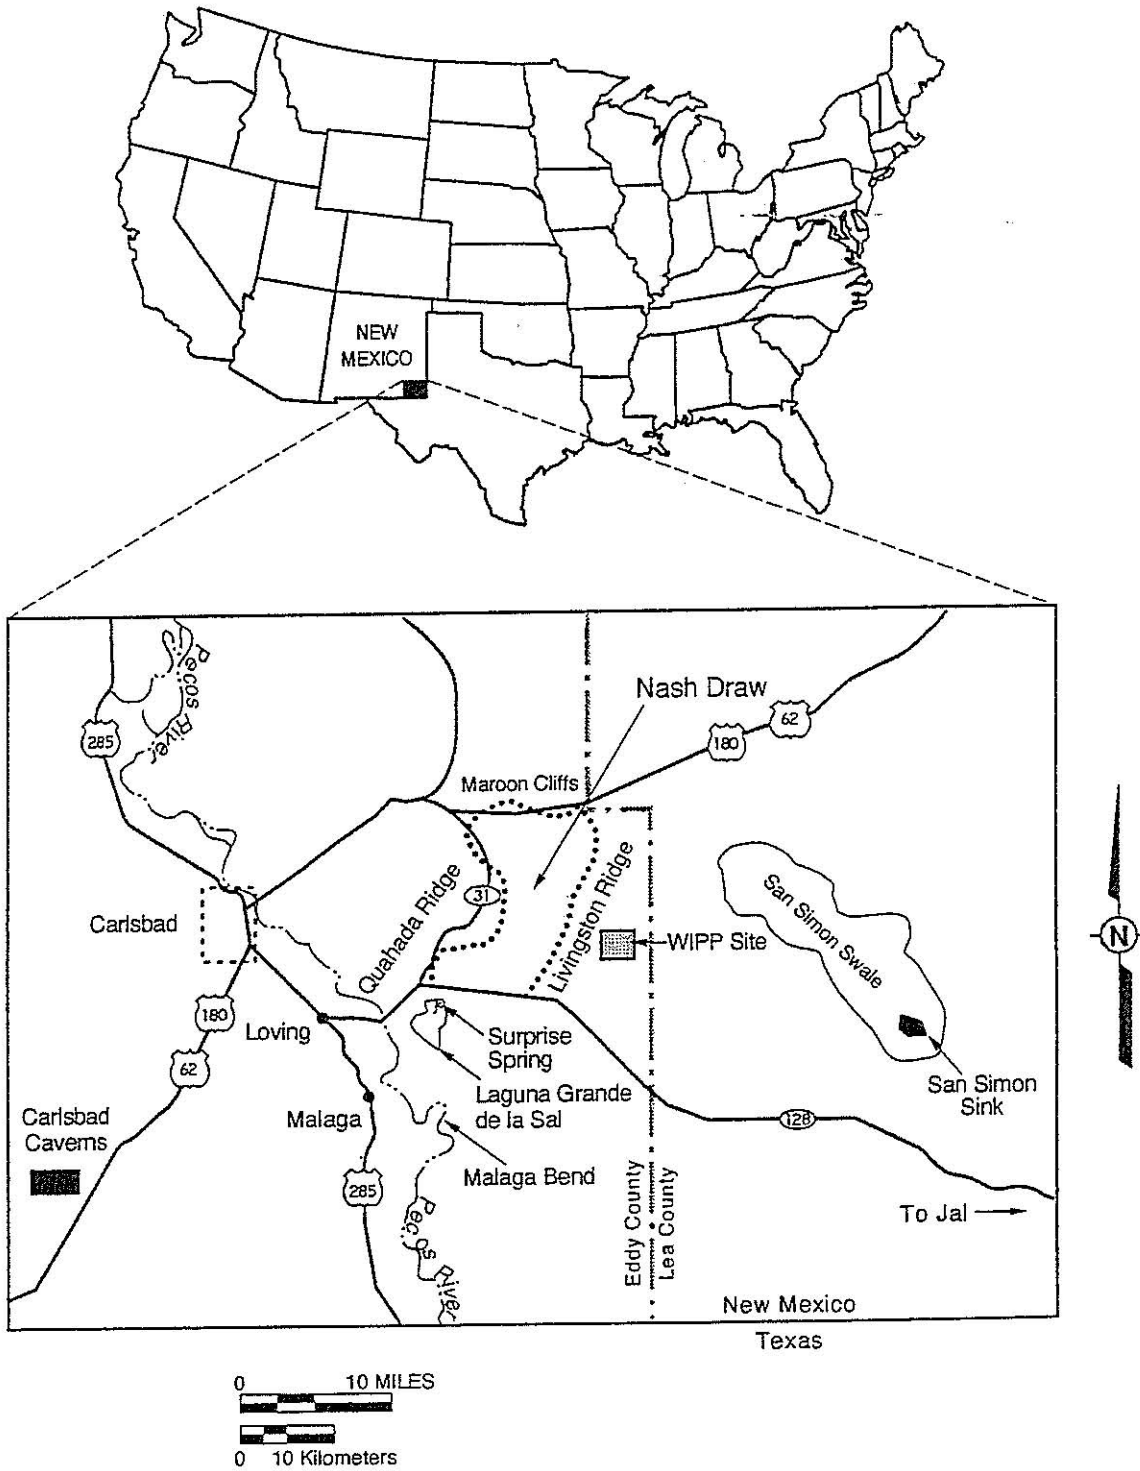 NEW
MEXICO
Pecos River
285
Nash Draw
62
180
Maroon Cliffs
31
Quahada Ridge
Livingston Ridge
San Simon Swale
Carlsbad
WIPP Site
N
180
Loving
Surprise
Spring
62
San Simon
Sink
Laguna Grande
de la Sal
Carlsbad
Caverns
Malaga
128
Malaga Bend
285
Eddy County
Lea County
Pecos River
To Jal
New Mexico
Texas
0 10 MILES
0 10 Kilometers